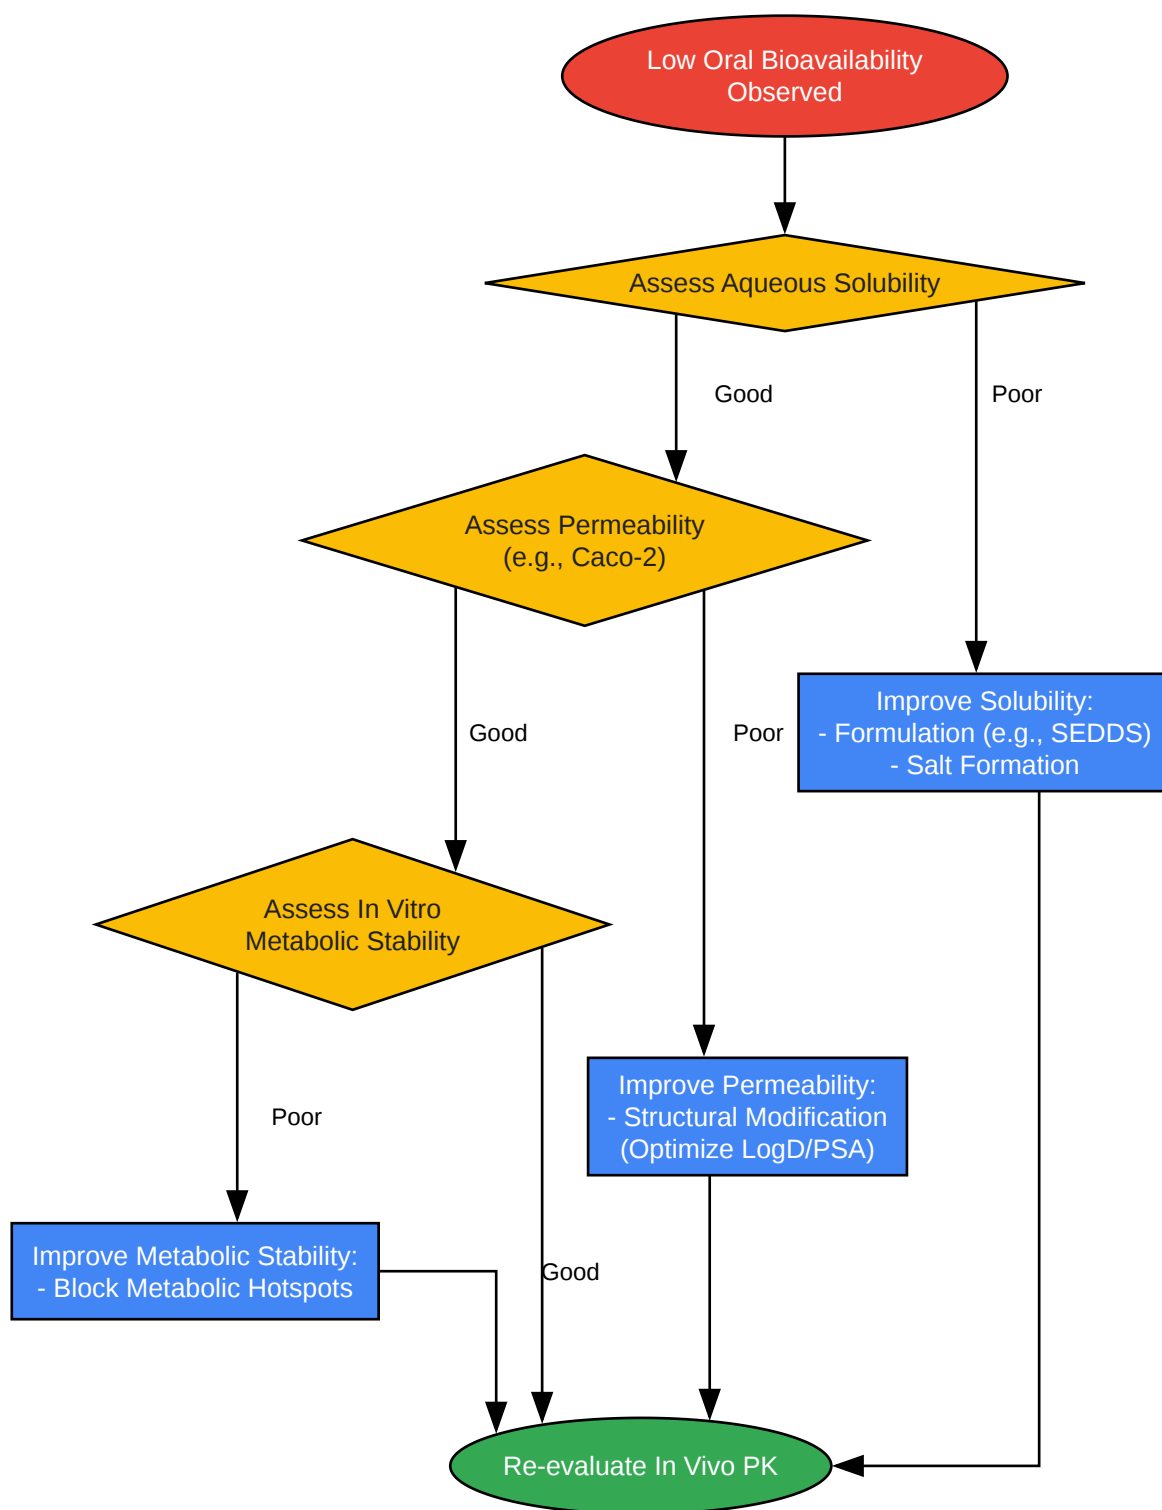 Low Oral Bioavailability
Observed
Assess Aqueous Solubility
Good
Poor
Assess Permeability
(e.g., Caco-2)
Improve Solubility:
- Formulation (e.g., SEDDS)
- Salt Formation
Good
Poor
Assess In Vitro
Metabolic Stability
Improve Permeability:
- Structural Modification
(Optimize LogD/PSA)
Poor
Improve Metabolic Stability:
- Block Metabolic Hotspots
Good
Re-evaluate In Vivo PK